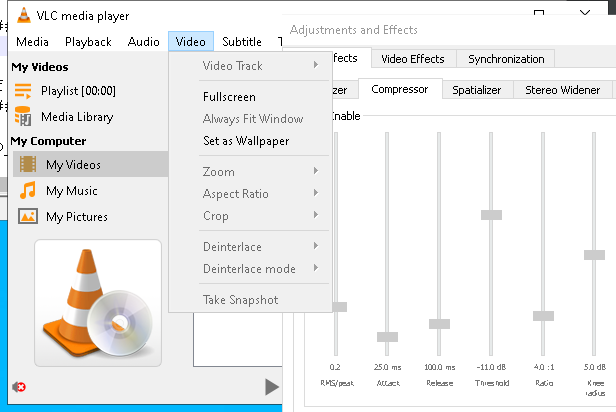 VLC media player
Media Playback Audio Video Subtitle T
My Videos
Playlist [00:00]
Media Library
My Computer
My Videos
My Music
My Pictures
Video Track
Fullscreen
Always Fit Window
Set as Wallpaper
Zoom
Aspect Ratio
Crop
Deinterlace
Deinterlace mode
Take Snapshot
Adjustments and Effects
ffects Video Effects Synchronization
zer Compressor Spatializer Stereo Widener
Enable
0.2 25.0 ms 100.0 ms -11.0 dB 4.0 :1 5.0 dB
RMS/peak Attack Release Threshold Ratio Knee
radius